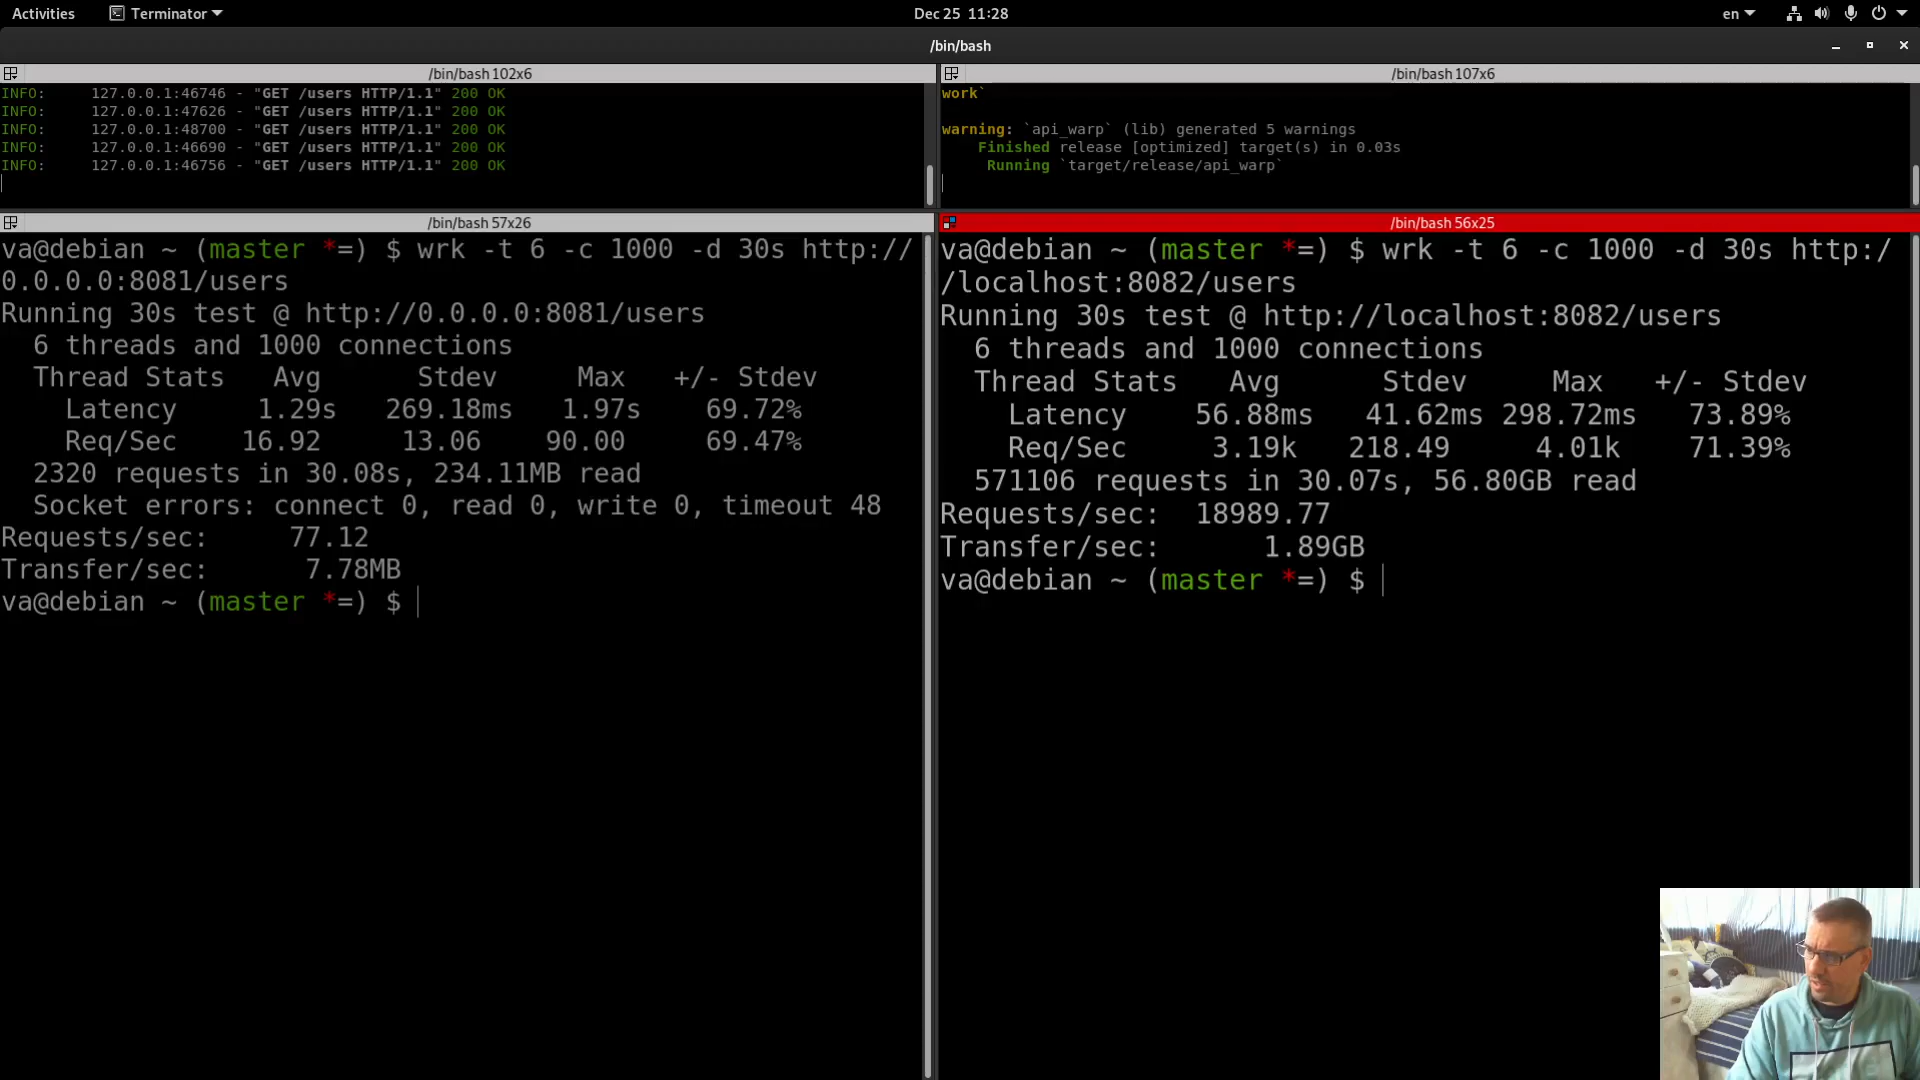 Activities
Terminator
Dec 25 11:28
en
/bin/bash
/bin/bash 102x6
INFO:     127.0.0.1:46746 - "GET /users HTTP/1.1" 200 OK
INFO:     127.0.0.1:47626 - "GET /users HTTP/1.1" 200 OK
INFO:     127.0.0.1:48700 - "GET /users HTTP/1.1" 200 OK
INFO:     127.0.0.1:46690 - "GET /users HTTP/1.1" 200 OK
INFO:     127.0.0.1:46756 - "GET /users HTTP/1.1" 200 OK
/bin/bash 107x6
work`
warning: `api_warp` (lib) generated 5 warnings
    Finished release [optimized] target(s) in 0.03s
     Running `target/release/api_warp`
/bin/bash 57x26
va@debian ~ (master *=) $ wrk -t 6 -c 1000 -d 30s http://
0.0.0.0:8081/users
Running 30s test @ http://0.0.0.0:8081/users
  6 threads and 1000 connections
  Thread Stats   Avg      Stdev     Max   +/- Stdev
    Latency     1.29s   269.18ms   1.97s    69.72%
    Req/Sec    16.92     13.06    90.00     69.47%
  2320 requests in 30.08s, 234.11MB read
  Socket errors: connect 0, read 0, write 0, timeout 48
Requests/sec:     77.12
Transfer/sec:      7.78MB
va@debian ~ (master *=) $
/bin/bash 56x25
va@debian ~ (master *=) $ wrk -t 6 -c 1000 -d 30s http:/
/localhost:8082/users
Running 30s test @ http://localhost:8082/users
  6 threads and 1000 connections
  Thread Stats   Avg      Stdev     Max   +/- Stdev
    Latency    56.88ms   41.62ms 298.72ms   73.89%
    Req/Sec     3.19k   218.49     4.01k    71.39%
  571106 requests in 30.07s, 56.80GB read
Requests/sec:  18989.77
Transfer/sec:      1.89GB
va@debian ~ (master *=) $